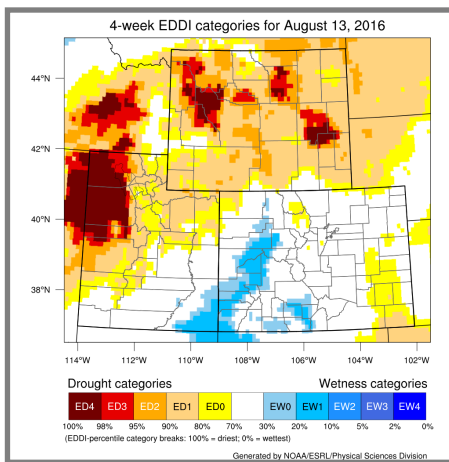 4-week EDDI categories for August 13, 2016
44°N
42°N
40°N
38°N
114°W 112°W 110°W 108°W 106°W 104°W 102°W
Drought categories Wetness categories
ED4 ED3 ED2 ED1 ED0 EW0 EW1 EW2 EW3 EW4
100% 98% 95% 90% 80% 70% 30% 20% 10% 5% 2% 0%
(EDDI-percentile category breaks: 100% = driest; 0% = wettest)
Generated by NOAA/ESRL/Physical Sciences Division